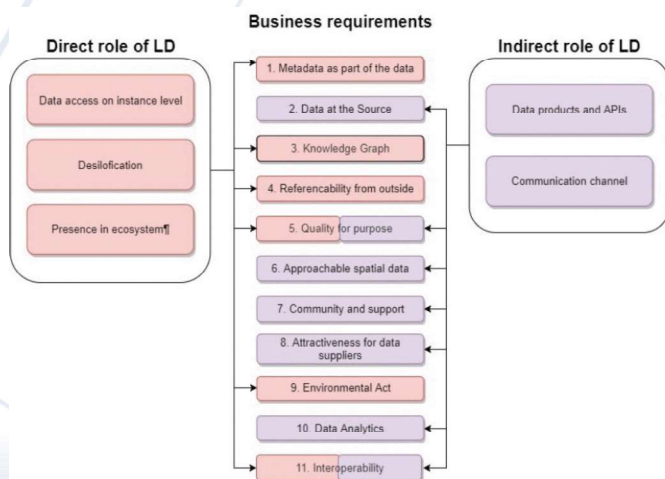 Business requirements
Direct role of LD
Indirect role of LD
Data access on instance level
Desilofication
Presence in ecosystem¶
1. Metadata as part of the data
2. Data at the Source
3. Knowledge Graph
4. Referencability from outside
5. Quality for purpose
6. Approachable spatial data
7. Community and support
8. Attractiveness for data
suppliers
9. Environmental Act
10. Data Analytics
11. Interoperability
Data products and APIs
Communication channel